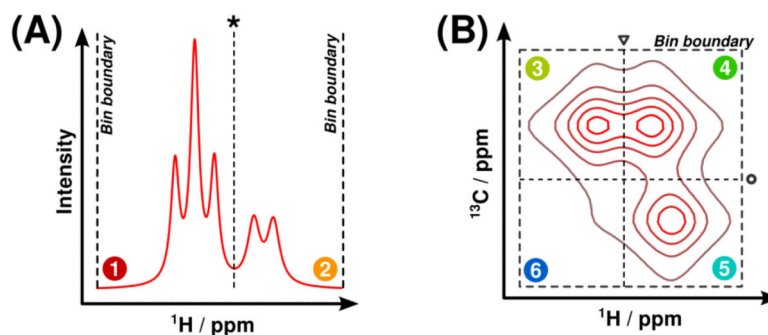 (A)
*
Bin boundary
Bin boundary
Intensity
1
2
¹H / ppm
(B)
Bin boundary
3
4
¹³C / ppm
6
5
¹H / ppm